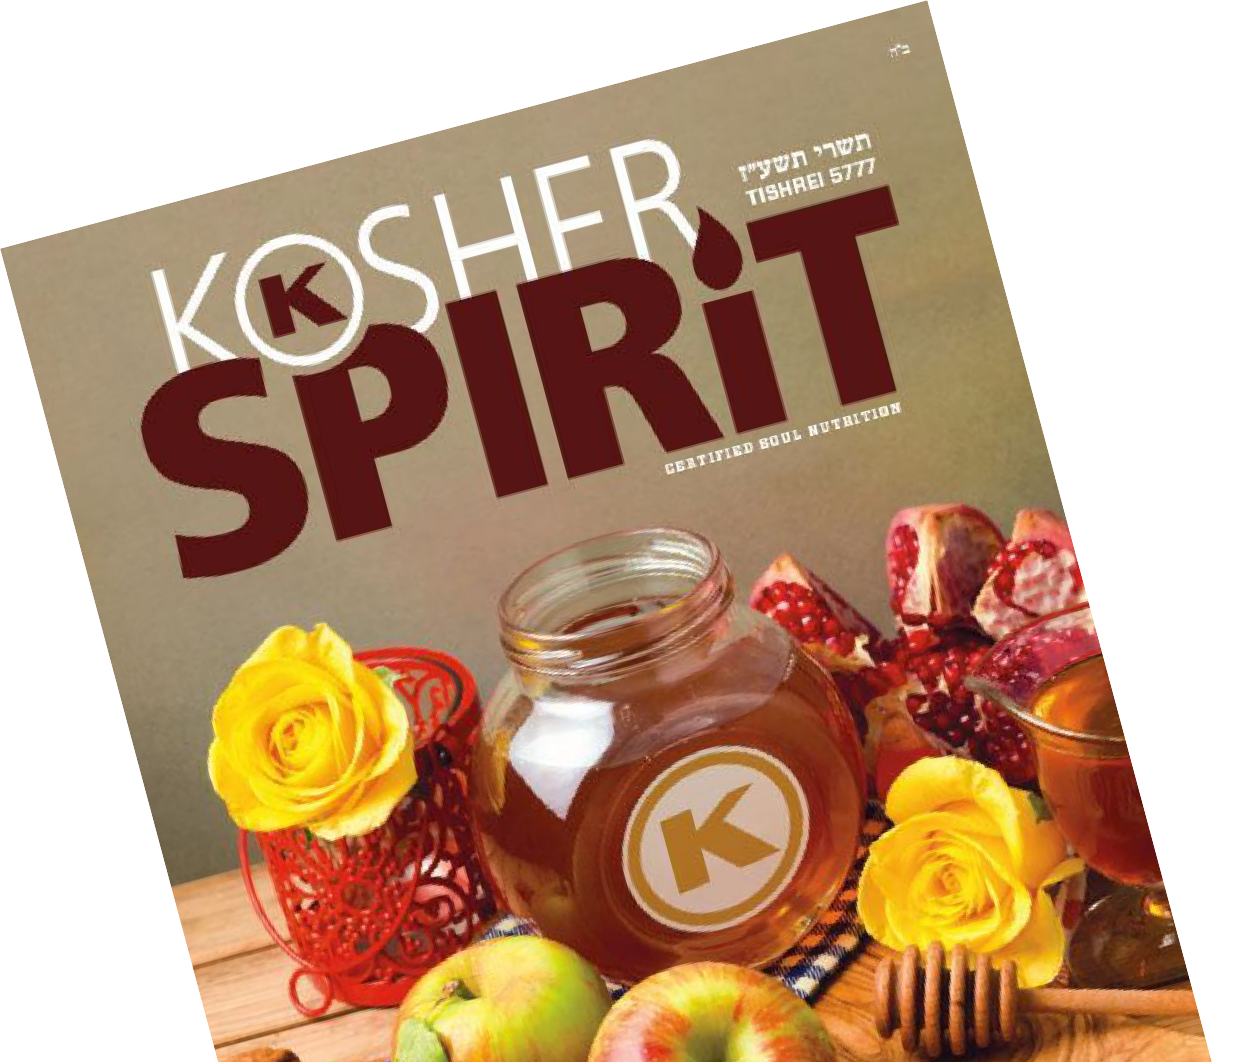 ב"ה
KOSHER
תשרי תשע"ז
TISHREI 5777
SPIRiT
CERTIFIED SOUL NUTRITION
K